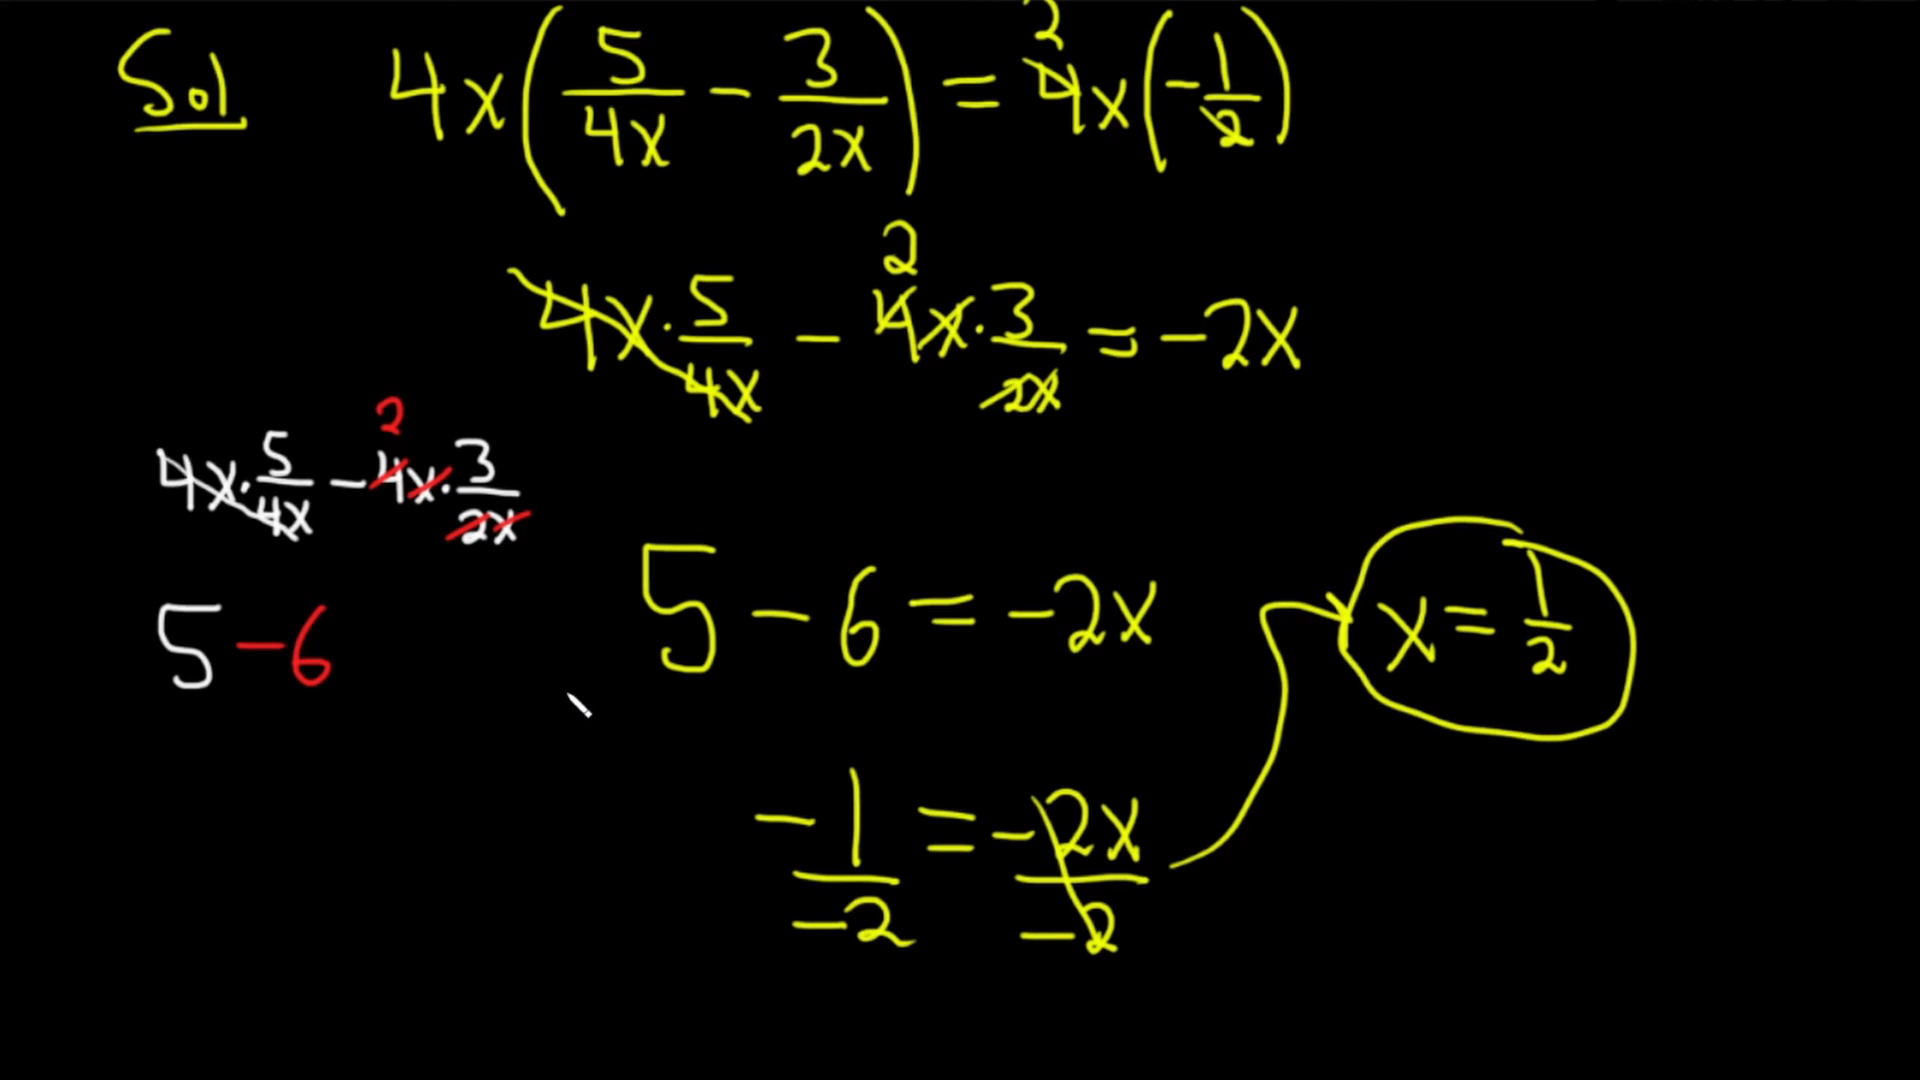 Sol 4x(5/4x - 3/2x) = 2 4x(-1/2)
4x · 5/4x - 2 4x · 3/2x = -2x
4x · 5/4x - 2 4x · 3/2x
5 - 6
5 - 6 = -2x
x = 1/2
-1/-2 = -2x/-2